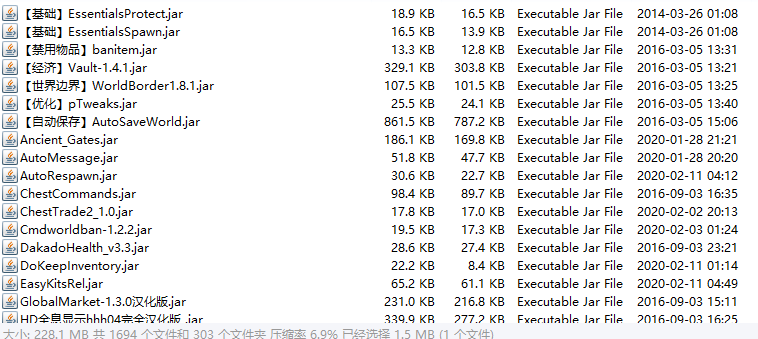 【基础】EssentialsProtect.jar 18.9 KB 16.5 KB Executable Jar File 2014-03-26 01:08
【基础】EssentialsSpawn.jar 16.5 KB 13.9 KB Executable Jar File 2014-03-26 01:08
【禁用物品】banitem.jar 13.3 KB 12.8 KB Executable Jar File 2016-03-05 13:31
【经济】Vault-1.4.1.jar 329.1 KB 303.8 KB Executable Jar File 2016-03-05 13:21
【世界边界】WorldBorder1.8.1.jar 107.5 KB 101.5 KB Executable Jar File 2016-03-05 13:25
【优化】pTweaks.jar 25.5 KB 24.1 KB Executable Jar File 2016-03-05 13:40
【自动保存】AutoSaveWorld.jar 861.5 KB 787.2 KB Executable Jar File 2016-03-05 15:06
Ancient_Gates.jar 186.1 KB 169.8 KB Executable Jar File 2020-01-28 21:21
AutoMessage.jar 51.8 KB 47.7 KB Executable Jar File 2020-01-28 20:20
AutoRespawn.jar 30.6 KB 22.7 KB Executable Jar File 2020-02-11 04:12
ChestCommands.jar 98.4 KB 89.7 KB Executable Jar File 2016-09-03 16:35
ChestTrade2_1.0.jar 17.8 KB 17.0 KB Executable Jar File 2020-02-02 20:13
Cmdworldban-1.2.2.jar 19.5 KB 17.3 KB Executable Jar File 2020-02-03 01:24
DakadoHealth_v3.3.jar 28.6 KB 27.4 KB Executable Jar File 2016-09-03 23:21
DoKeepInventory.jar 22.2 KB 8.4 KB Executable Jar File 2020-02-11 01:14
EasyKitsRel.jar 65.2 KB 61.1 KB Executable Jar File 2020-02-11 04:49
GlobalMarket-1.3.0汉化版.jar 231.0 KB 216.8 KB Executable Jar File 2016-09-03 15:11
HD全息显示hhh04完全汉化版 .jar 339.9 KB 277.2 KB Executable Jar File 2016-09-03 16:25
大小: 228.1 MB 共 1694 个文件和 303 个文件夹 压缩率 6.9% 已经选择 1.5 MB (1 个文件)